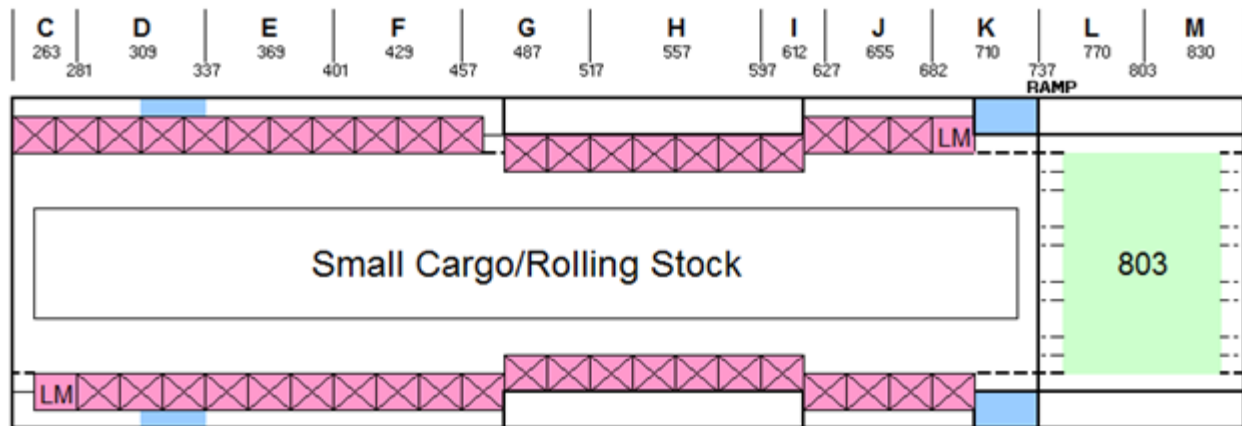 C D E F G H I J K L M
263 309 369 429 487 557 612 655 710 770 830
281 337 401 457 517 597 627 682 737 803
RAMP
LM
Small Cargo/Rolling Stock 803
LM